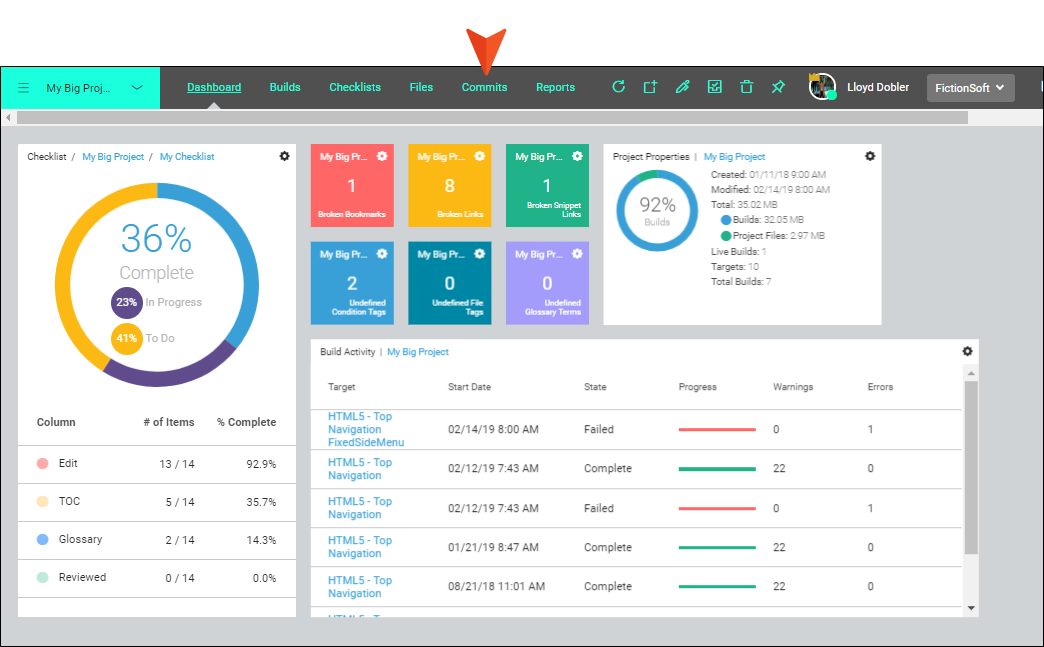 My Big Proj...
Dashboard
Builds
Checklists
Files
Commits
Reports
Lloyd Dobler
FictionSoft
Checklist / My Big Project / My Checklist
36%
Complete
23% In Progress
41% To Do
Column # of Items % Complete
Edit 13 / 14 92.9%
TOC 5 / 14 35.7%
Glossary 2 / 14 14.3%
Reviewed 0 / 14 0.0%
My Big Pr...
1
Broken Bookmarks
My Big Pr...
8
Broken Links
My Big Pr...
1
Broken Snippet
Links
My Big Pr...
2
Undefined
Condition Tags
My Big Pr...
0
Undefined File
Tags
My Big Pr...
0
Undefined
Glossary Terms
Project Properties | My Big Project
92%
Builds
Created: 01/11/18 9:00 AM
Modified: 02/14/19 8:00 AM
Total: 35.02 MB
Builds: 32.05 MB
Project Files: 2.97 MB
Live Builds: 1
Targets: 10
Total Builds: 7
Build Activity | My Big Project
Target Start Date State Progress Warnings Errors
HTML5 - Top
Navigation
FixedSideMenu
02/14/19 8:00 AM Failed 0 1
HTML5 - Top
Navigation
02/12/19 7:43 AM Complete 22 0
HTML5 - Top
Navigation
02/12/19 7:43 AM Failed 0 1
HTML5 - Top
Navigation
01/21/19 8:47 AM Complete 22 0
HTML5 - Top
Navigation
08/21/18 11:01 AM Complete 22 0